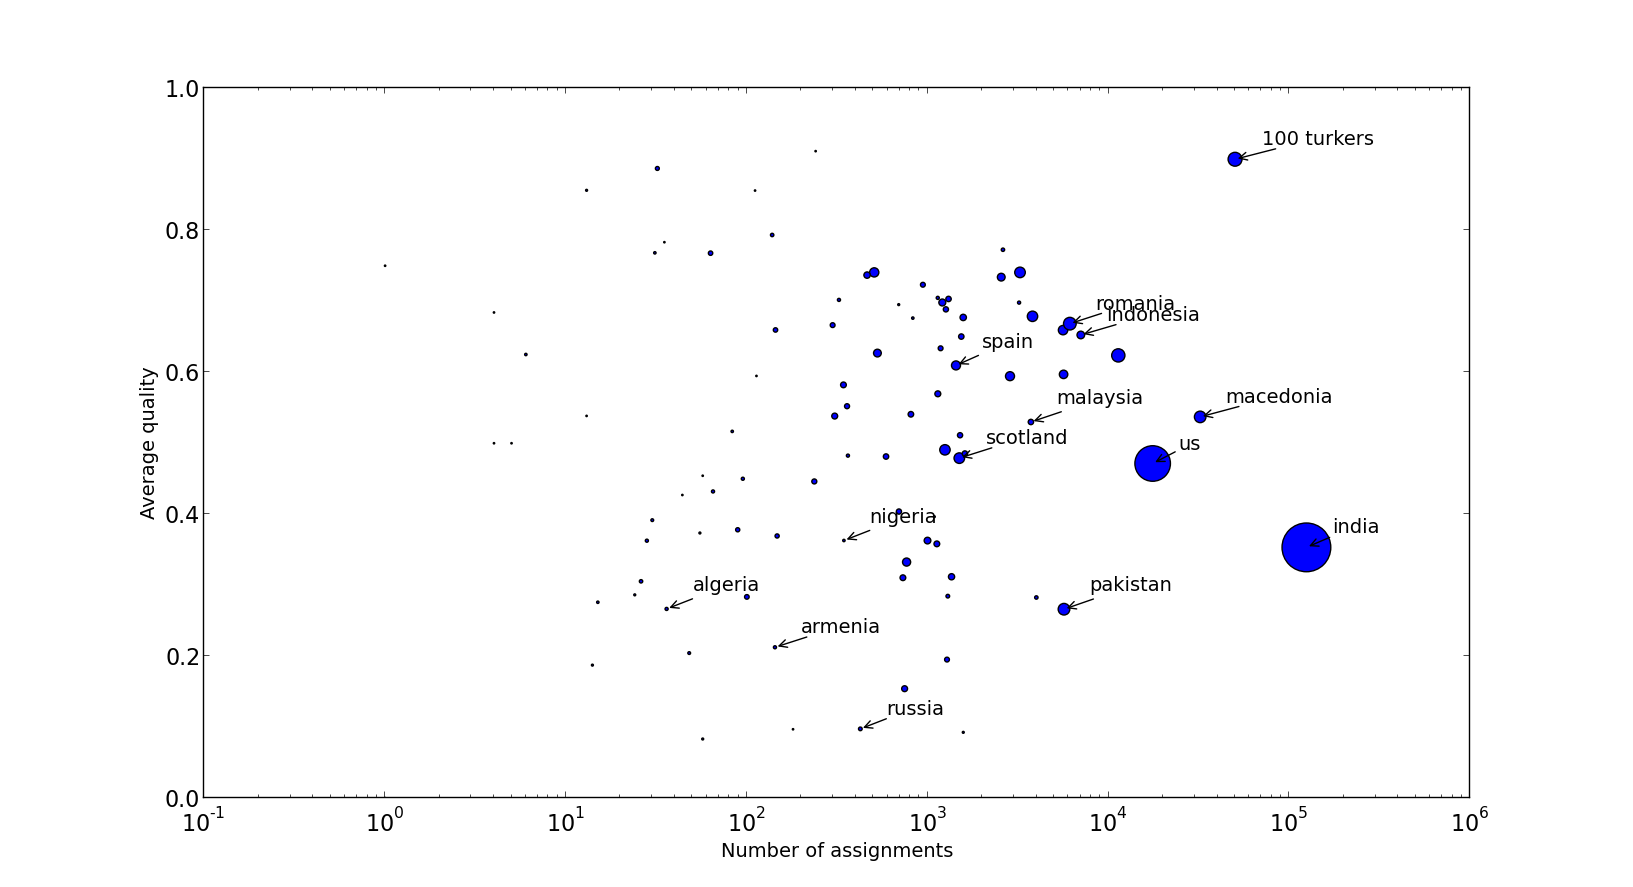 1.0
100 turkers
0.8
romania
indonesia
spain
0.6
malaysia
macedonia
scotland
us
Average quality
0.4
nigeria
india
algeria
pakistan
armenia
0.2
russia
0.0
10^-1 10^0 10^1 10^2 10^3 10^4 10^5 10^6
Number of assignments